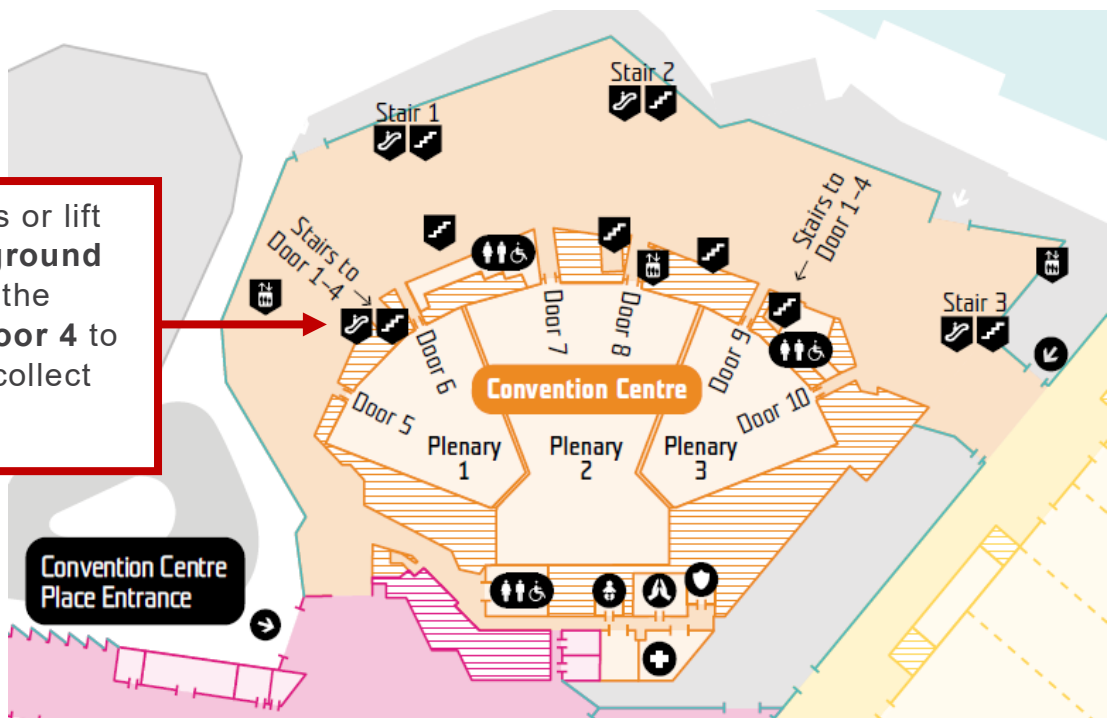 Stair 2
Stair 1
s or lift
ground
the
oor 4 to
collect
Stairs to
Door 1-4
Stairs to
Door 1-4
Stair 3
Door 7
Door 8
Door 6
Door 9
Door 5
Door 10
Convention Centre
Plenary
1
Plenary
2
Plenary
3
Convention Centre
Place Entrance